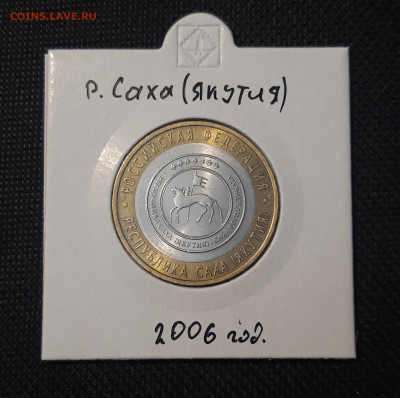 COINS.LAVE.RU
р. Саха (якутия)
• РОССИЙСКАЯ ФЕДЕРАЦИЯ •
РЕСПУБЛИКА САХА (ЯКУТИЯ)
2006 год.